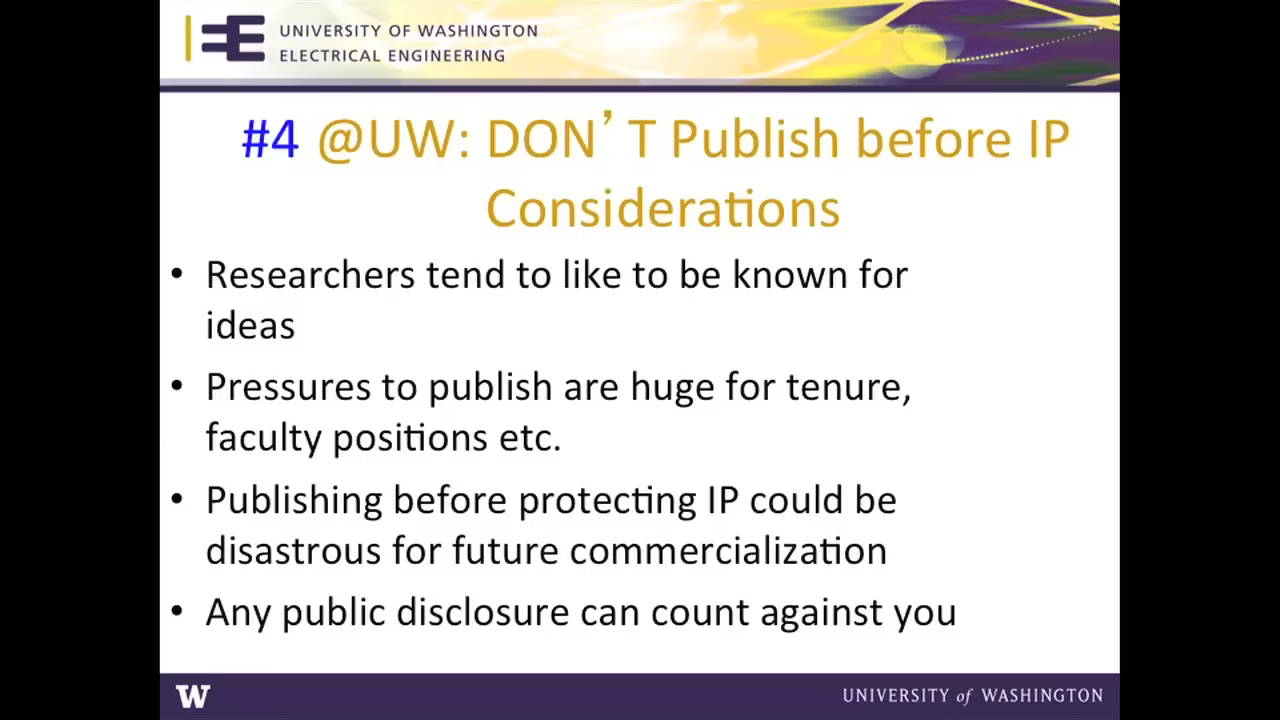 UNIVERSITY OF WASHINGTON
ELECTRICAL ENGINEERING
#4 @UW: DON’T Publish before IP
Considerations
• Researchers tend to like to be known for
ideas
• Pressures to publish are huge for tenure,
faculty positions etc.
• Publishing before protecting IP could be
disastrous for future commercialization
• Any public disclosure can count against you
W
UNIVERSITY of WASHINGTON